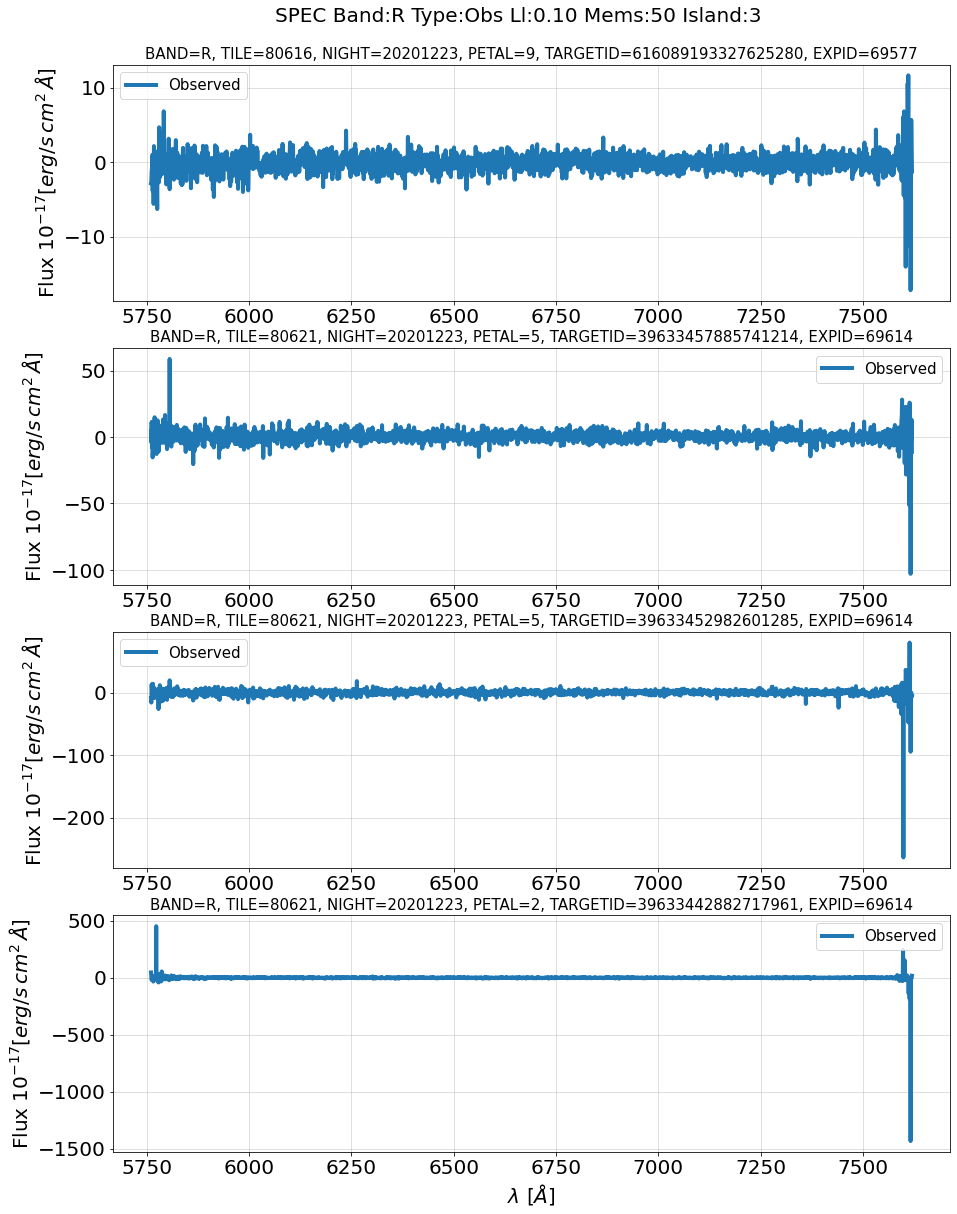 SPEC Band:R Type:Obs Ll:0.10 Mems:50 Island:3
BAND=R, TILE=80616, NIGHT=20201223, PETAL=9, TARGETID=616089193327625280, EXPID=69577
Flux 10⁻¹⁷[erg/s cm² Å]
10
0
−10
Observed
5750 6000 6250 6500 6750 7000 7250 7500
BAND=R, TILE=80621, NIGHT=20201223, PETAL=5, TARGETID=39633457885741214, EXPID=69614
Flux 10⁻¹⁷[erg/s cm² Å]
50
0
−50
−100
Observed
5750 6000 6250 6500 6750 7000 7250 7500
BAND=R, TILE=80621, NIGHT=20201223, PETAL=5, TARGETID=39633452982601285, EXPID=69614
Flux 10⁻¹⁷[erg/s cm² Å]
0
−100
−200
Observed
5750 6000 6250 6500 6750 7000 7250 7500
BAND=R, TILE=80621, NIGHT=20201223, PETAL=2, TARGETID=39633442882717961, EXPID=69614
Flux 10⁻¹⁷[erg/s cm² Å]
500
0
−500
−1000
−1500
Observed
5750 6000 6250 6500 6750 7000 7250 7500
λ [Å]